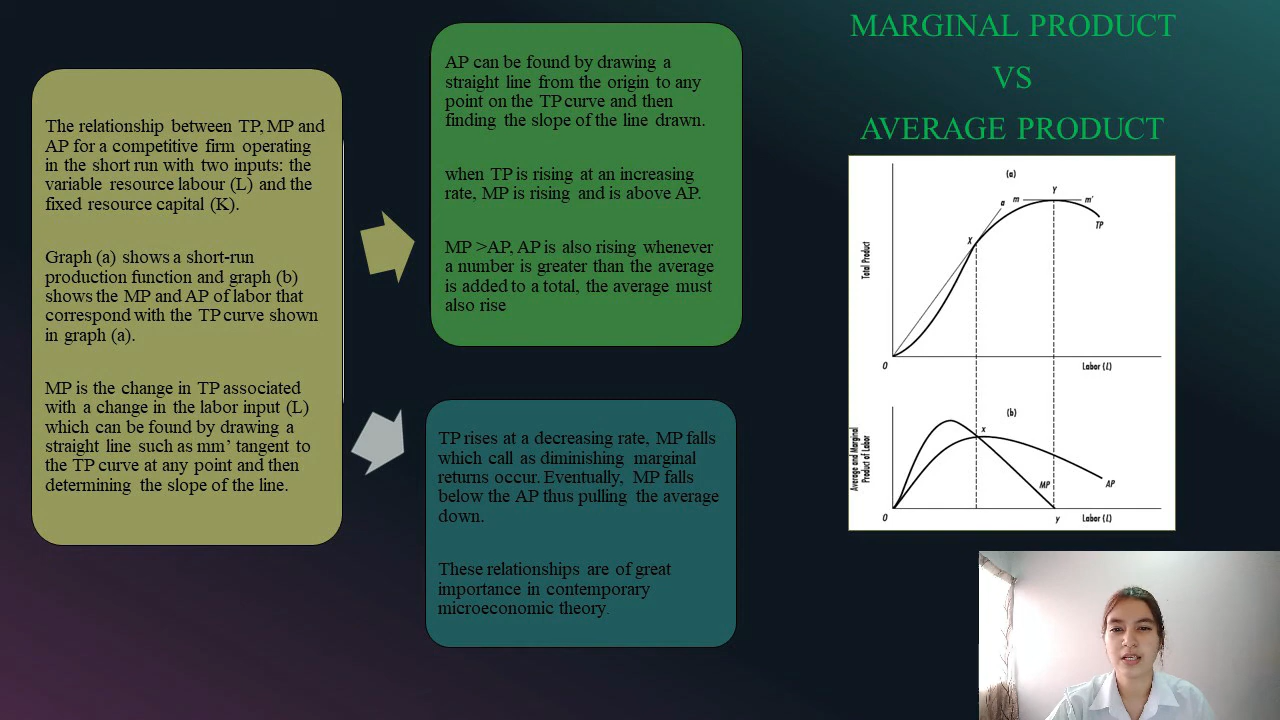 MARGINAL PRODUCT
VS
AVERAGE PRODUCT
The relationship between TP, MP and
AP for a competitive firm operating
in the short run with two inputs: the
variable resource labour (L) and the
fixed resource capital (K).
Graph (a) shows a short-run
production function and graph (b)
shows the MP and AP of labor that
correspond with the TP curve shown
in graph (a).
MP is the change in TP associated
with a change in the labor input (L)
which can be found by drawing a
straight line such as mm’ tangent to
the TP curve at any point and then
determining the slope of the line.
AP can be found by drawing a
straight line from the origin to any
point on the TP curve and then
finding the slope of the line drawn.
when TP is rising at an increasing
rate, MP is rising and is above AP.
MP >AP, AP is also rising whenever
a number is greater than the average
is added to a total, the average must
also rise
TP rises at a decreasing rate, MP falls
which call as diminishing marginal
returns occur. Eventually, MP falls
below the AP thus pulling the average
down.
These relationships are of great
importance in contemporary
microeconomic theory.
(a)
Total Product
a
m
Y
m'
X
TP
O
Labor (L)
(b)
Average and Marginal
Product of Labor
x
MP
AP
O
y
Labor (L)